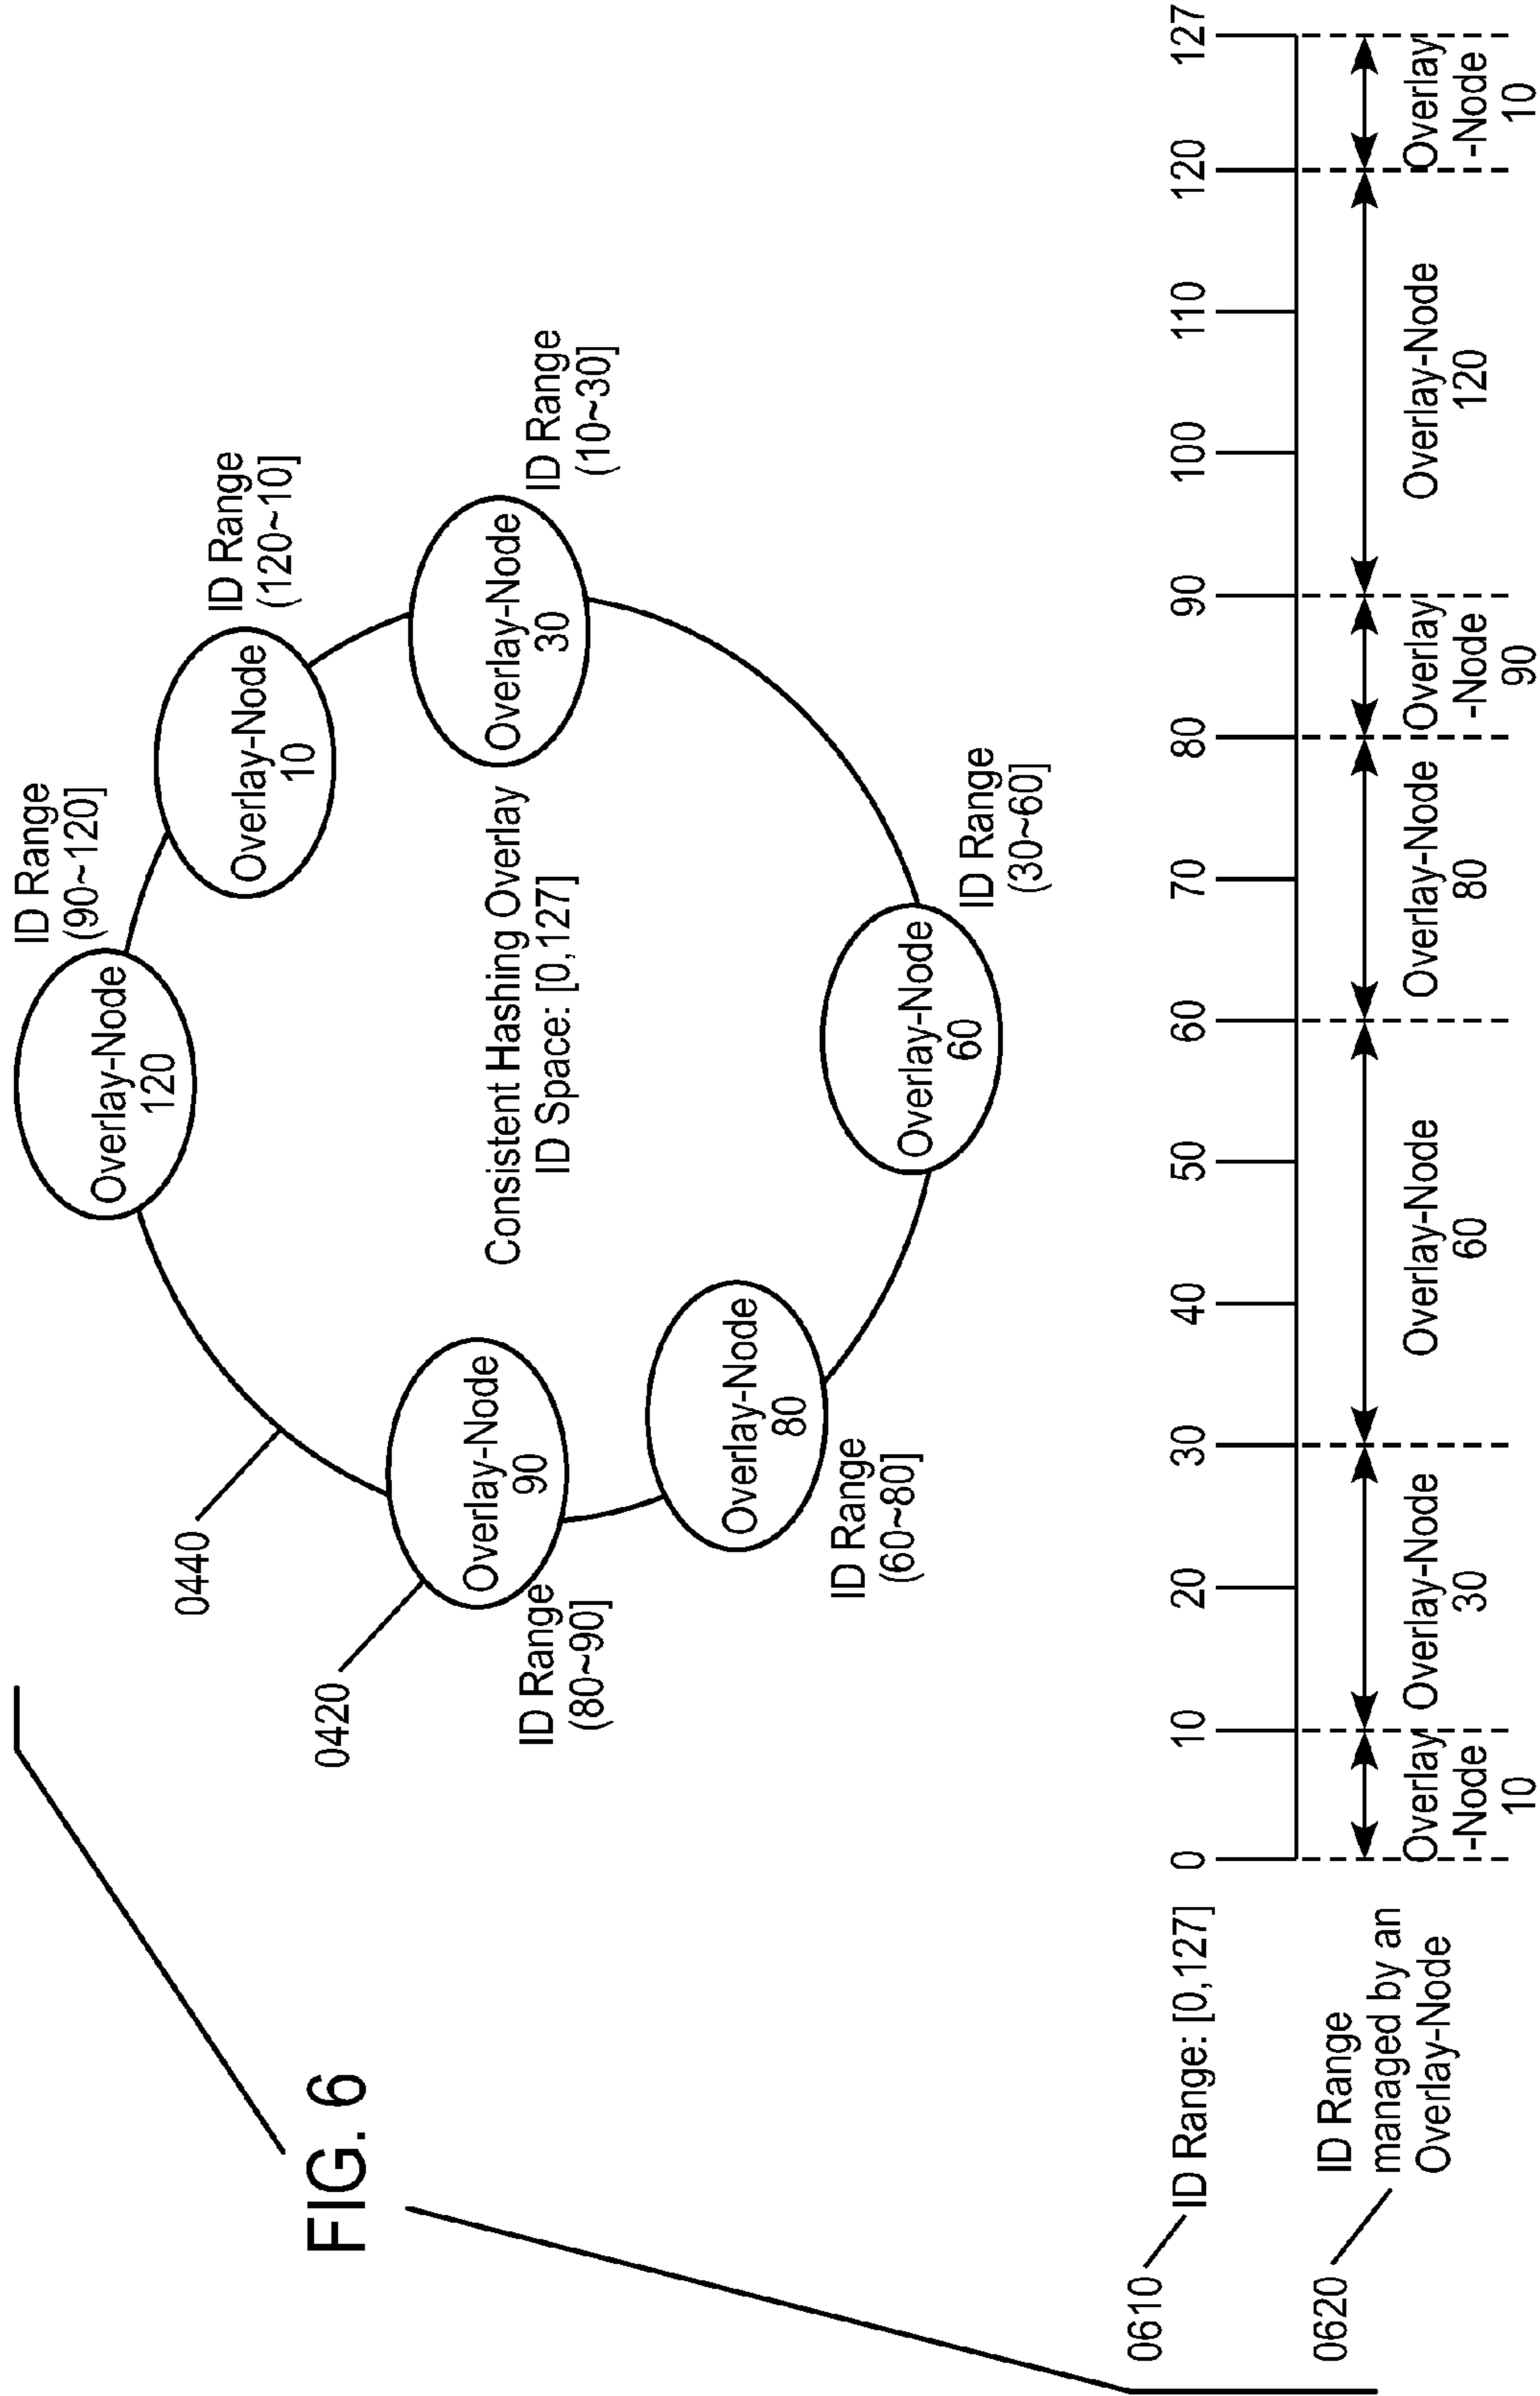 FIG. 6
0440
0420
Overlay-Node
120
ID Range
(90~120]
Overlay-Node
10
ID Range
(120~10]
Overlay-Node
30
ID Range
(10~30]
Consistent Hashing Overlay
ID Space: [0,127]
Overlay-Node
90
ID Range
(80~90]
Overlay-Node
80
ID Range
(60~80]
Overlay-Node
60
ID Range
(30~60]
0610
ID Range: [0,127]
0 10 20 30 40 50 60 70 80 90 100 110 120 127
0620
ID Range
managed by an
Overlay-Node
Overlay
-Node
10
Overlay-Node
30
Overlay-Node
60
Overlay-Node
80
Overlay
-Node
90
Overlay-Node
120
Overlay
-Node
10